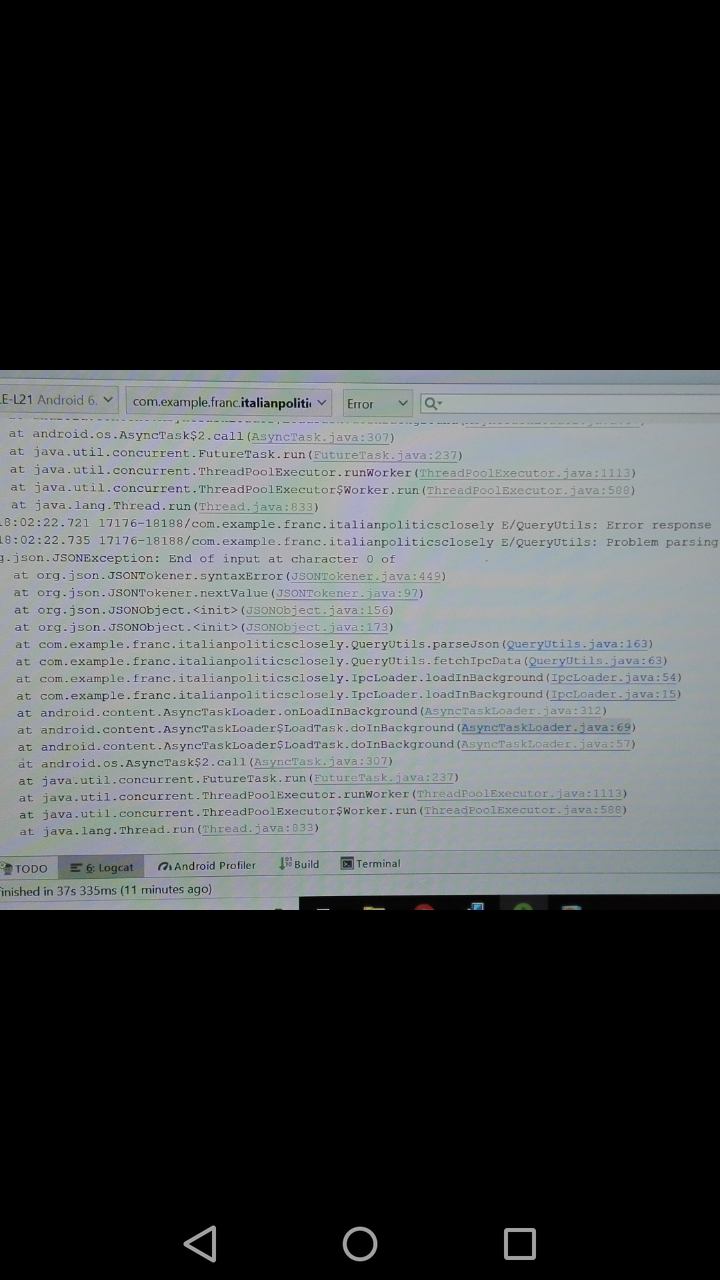 E-L21 Android 6. com.example.franc.italianpoliti Error
at android.os.AsyncTask$2.call(AsyncTask.java:307)
at java.util.concurrent.FutureTask.run(FutureTask.java:237)
at java.util.concurrent.ThreadPoolExecutor.runWorker(ThreadPoolExecutor.java:1113)
at java.util.concurrent.ThreadPoolExecutor$Worker.run(ThreadPoolExecutor.java:588)
at java.lang.Thread.run(Thread.java:833)
8:02:22.721 17176-18188/com.example.franc.italianpoliticsclosely E/QueryUtils: Error response
8:02:22.735 17176-18188/com.example.franc.italianpoliticsclosely E/QueryUtils: Problem parsing
g.json.JSONException: End of input at character 0 of
at org.json.JSONTokener.syntaxError(JSONTokener.java:449)
at org.json.JSONTokener.nextValue(JSONTokener.java:97)
at org.json.JSONObject.<init>(JSONObject.java:156)
at org.json.JSONObject.<init>(JSONObject.java:173)
at com.example.franc.italianpoliticsclosely.QueryUtils.parseJson(QueryUtils.java:163)
at com.example.franc.italianpoliticsclosely.QueryUtils.fetchIpcData(QueryUtils.java:63)
at com.example.franc.italianpoliticsclosely.IpcLoader.loadInBackground(IpcLoader.java:54)
at com.example.franc.italianpoliticsclosely.IpcLoader.loadInBackground(IpcLoader.java:15)
at android.content.AsyncTaskLoader.onLoadInBackground(AsyncTaskLoader.java:312)
at android.content.AsyncTaskLoader$LoadTask.doInBackground(AsyncTaskLoader.java:69)
at android.content.AsyncTaskLoader$LoadTask.doInBackground(AsyncTaskLoader.java:57)
at android.os.AsyncTask$2.call(AsyncTask.java:307)
at java.util.concurrent.FutureTask.run(FutureTask.java:237)
at java.util.concurrent.ThreadPoolExecutor.runWorker(ThreadPoolExecutor.java:1113)
at java.util.concurrent.ThreadPoolExecutor$Worker.run(ThreadPoolExecutor.java:588)
at java.lang.Thread.run(Thread.java:833)
TODO 6: Logcat Android Profiler Build Terminal
inished in 37s 335ms (11 minutes ago)